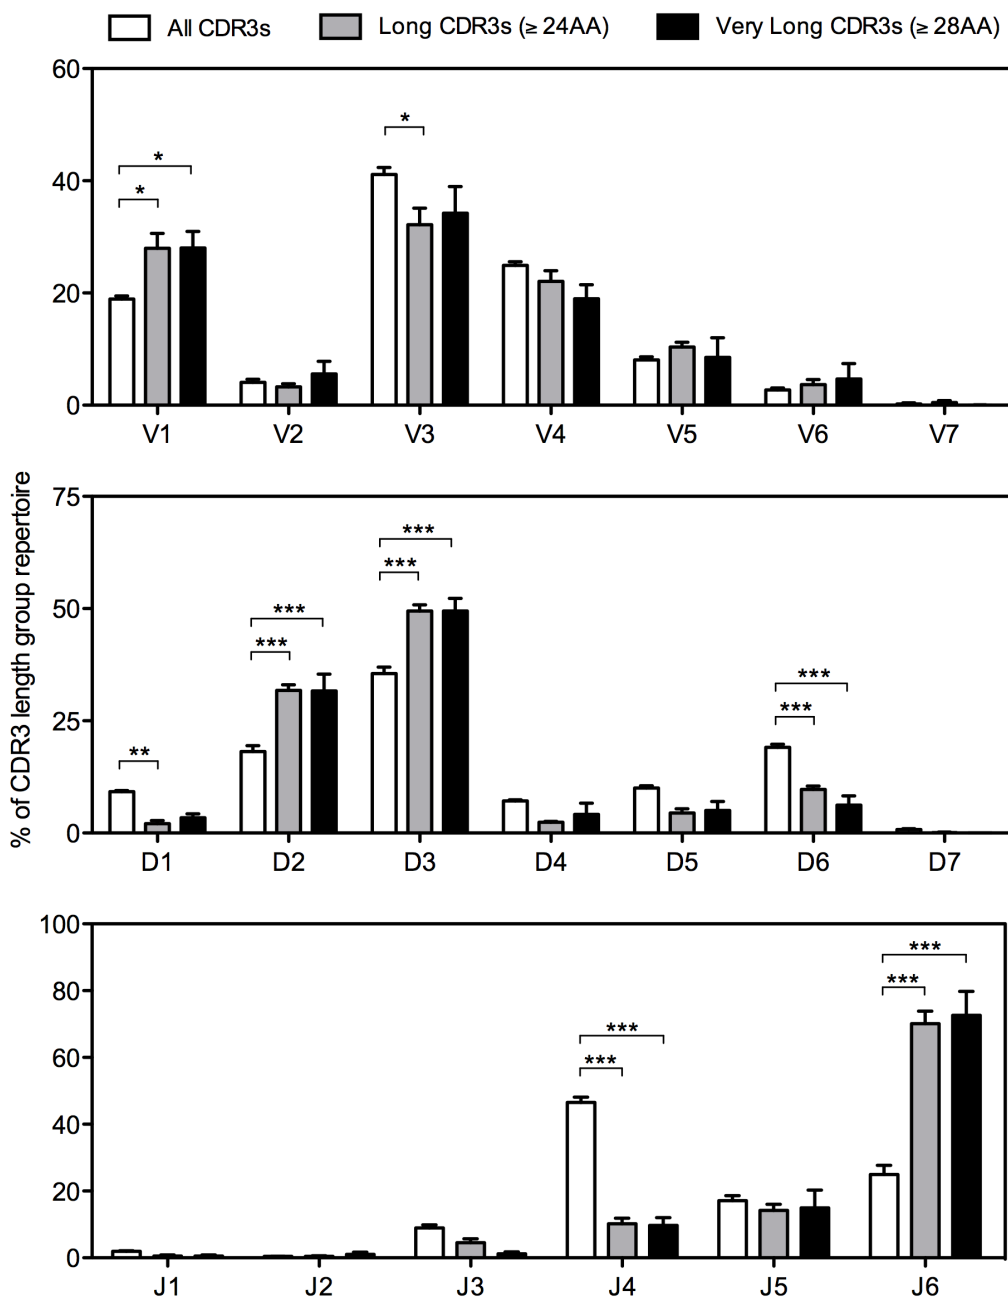 All CDR3s Long CDR3s (≥ 24AA) Very Long CDR3s (≥ 28AA)
60
40
20
0
* * *
V1 V2 V3 V4 V5 V6 V7
% of CDR3 length group repertoire
75
50
25
0
** *** *** *** *** *** ***
D1 D2 D3 D4 D5 D6 D7
100
80
60
40
20
0
*** *** *** ***
J1 J2 J3 J4 J5 J6